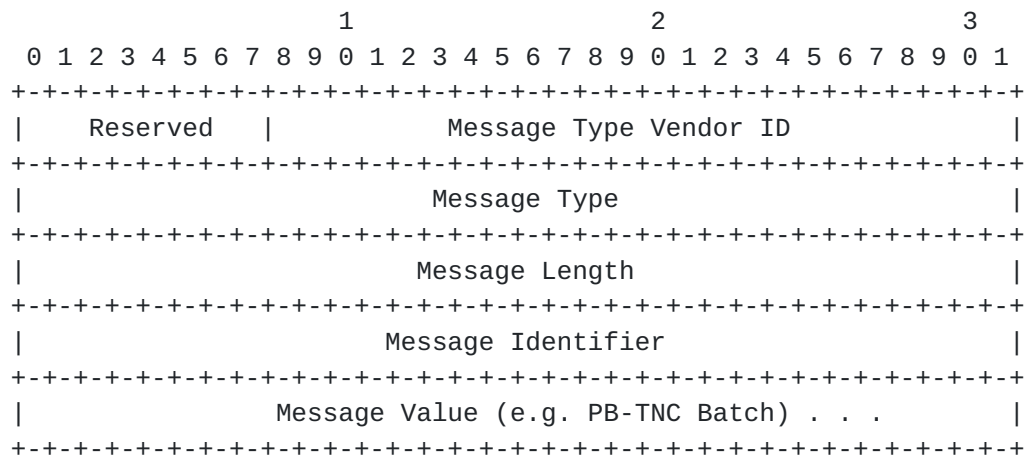 1                   2                   3
 0 1 2 3 4 5 6 7 8 9 0 1 2 3 4 5 6 7 8 9 0 1 2 3 4 5 6 7 8 9 0 1
+-+-+-+-+-+-+-+-+-+-+-+-+-+-+-+-+-+-+-+-+-+-+-+-+-+-+-+-+-+-+-+-+
|    Reserved   |           Message Type Vendor ID              |
+-+-+-+-+-+-+-+-+-+-+-+-+-+-+-+-+-+-+-+-+-+-+-+-+-+-+-+-+-+-+-+-+
|                          Message Type                         |
+-+-+-+-+-+-+-+-+-+-+-+-+-+-+-+-+-+-+-+-+-+-+-+-+-+-+-+-+-+-+-+-+
|                         Message Length                        |
+-+-+-+-+-+-+-+-+-+-+-+-+-+-+-+-+-+-+-+-+-+-+-+-+-+-+-+-+-+-+-+-+
|                       Message Identifier                      |
+-+-+-+-+-+-+-+-+-+-+-+-+-+-+-+-+-+-+-+-+-+-+-+-+-+-+-+-+-+-+-+-+
|                Message Value (e.g. PB-TNC Batch) . . .        |
+-+-+-+-+-+-+-+-+-+-+-+-+-+-+-+-+-+-+-+-+-+-+-+-+-+-+-+-+-+-+-+-+